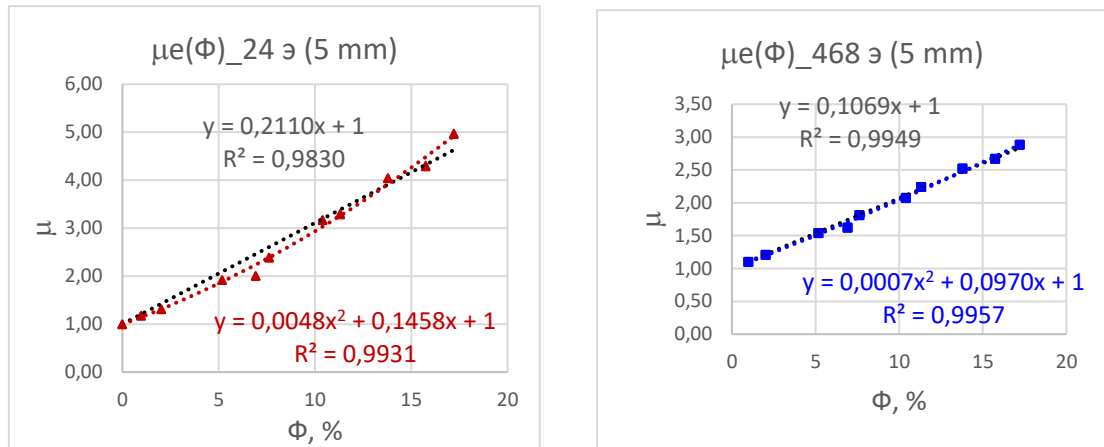 μe(Φ)_24 э (5 mm)
6,00
5,00
4,00
3,00
2,00
1,00
0,00
μ
y = 0,2110x + 1
R² = 0,9830
y = 0,0048x² + 0,1458x + 1
R² = 0,9931
0 5 10 15 20
Φ, %
μe(Φ)_468 э (5 mm)
3,50
3,00
2,50
2,00
1,50
1,00
0,50
0,00
μ
y = 0,1069x + 1
R² = 0,9949
y = 0,0007x² + 0,0970x + 1
R² = 0,9957
0 5 10 15 20
Φ, %